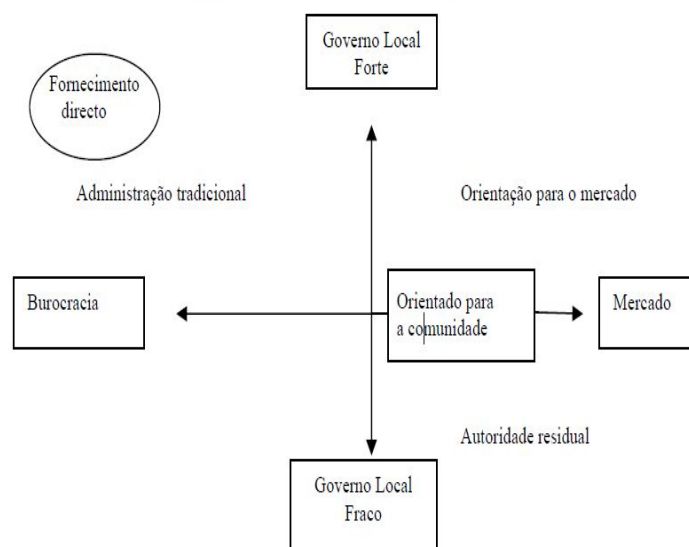 Governo Local
Forte
Fornecimento
directo
Administração tradicional
Orientação para o mercado
Burocracia
Orientado para
a comunidade
Mercado
Autoridade residual
Governo Local
Fraco